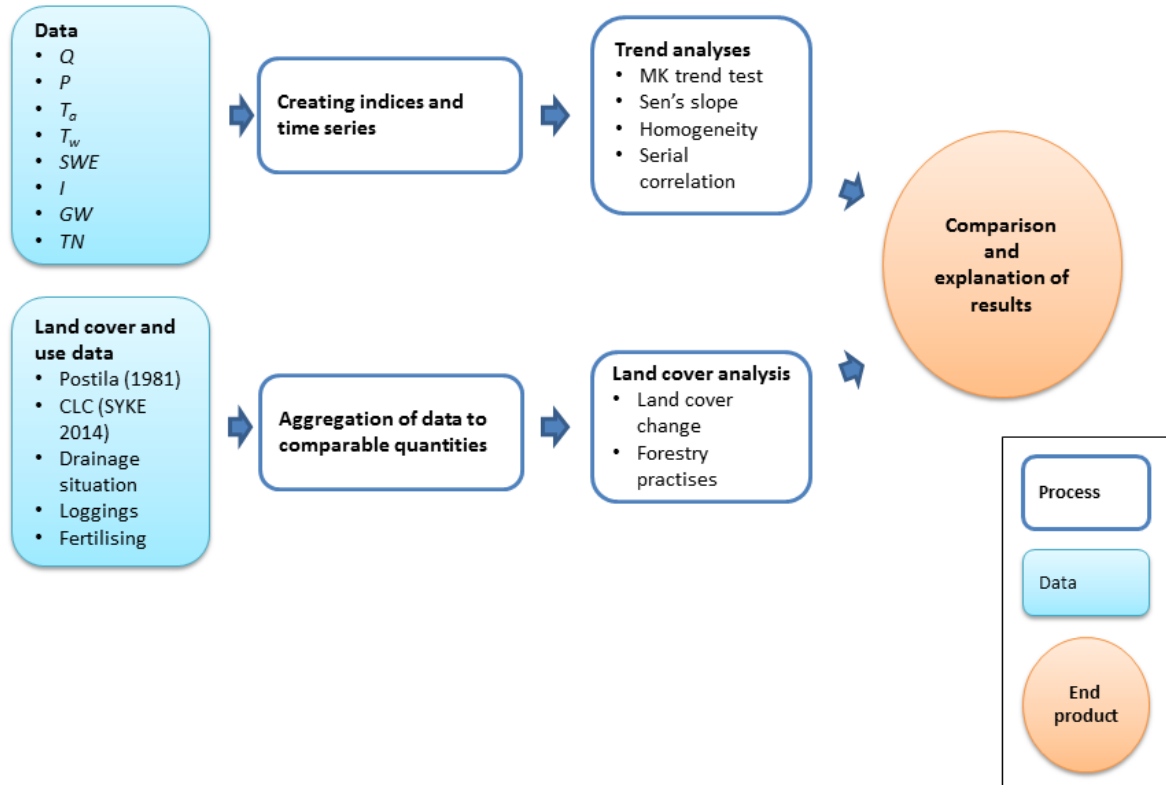 Data
• Q
• P
• Ta
• Tw
• SWE
• I
• GW
• TN
Creating indices and
time series
Trend analyses
• MK trend test
• Sen's slope
• Homogeneity
• Serial
correlation
Land cover and
use data
• Postila (1981)
• CLC (SYKE
2014)
• Drainage
situation
• Loggings
• Fertilising
Aggregation of data to
comparable quantities
Land cover analysis
• Land cover
change
• Forestry
practises
Comparison
and
explanation of
results
Process
Data
End
product